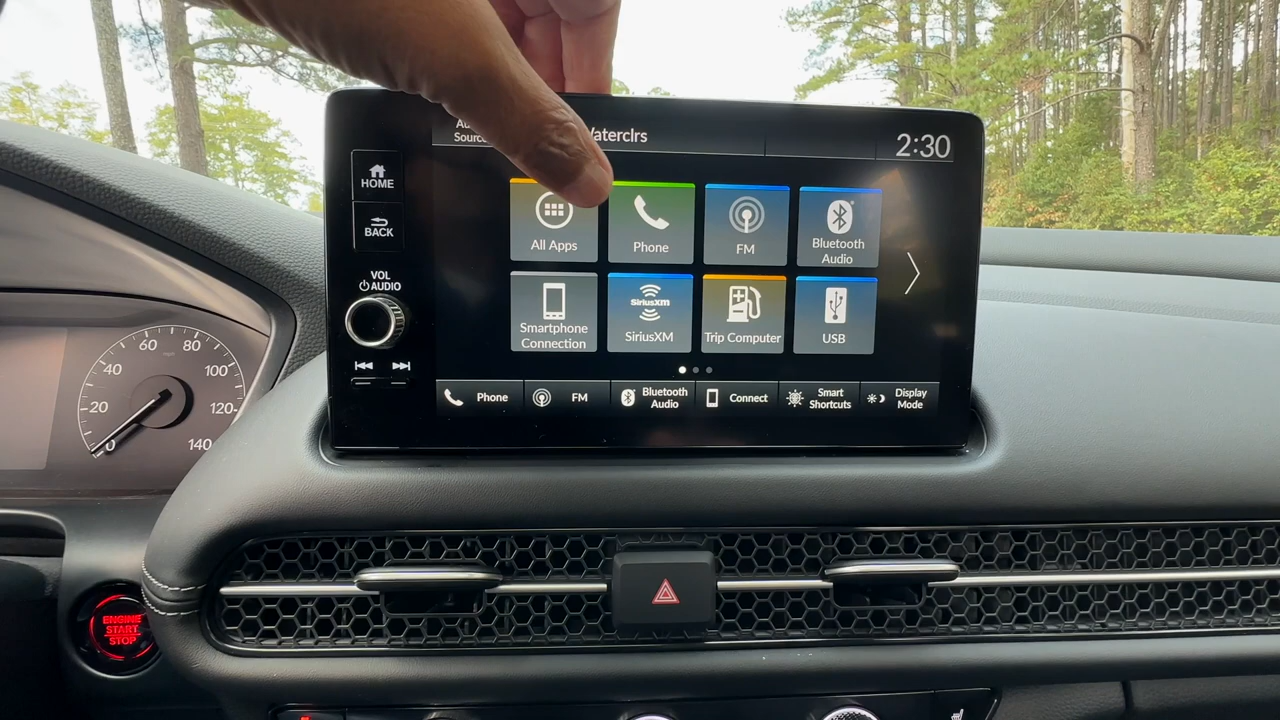 Waterclrs
2:30
HOME
BACK
VOL
AUDIO
All Apps
Phone
FM
Bluetooth
Audio
Smartphone
Connection
SiriusXM
SiriusXM
Trip Computer
USB
Phone
FM
Bluetooth
Audio
Connect
Smart
Shortcuts
Display
Mode
0
20
40
60
80
100
120
140
mph
ENGINE
START
STOP